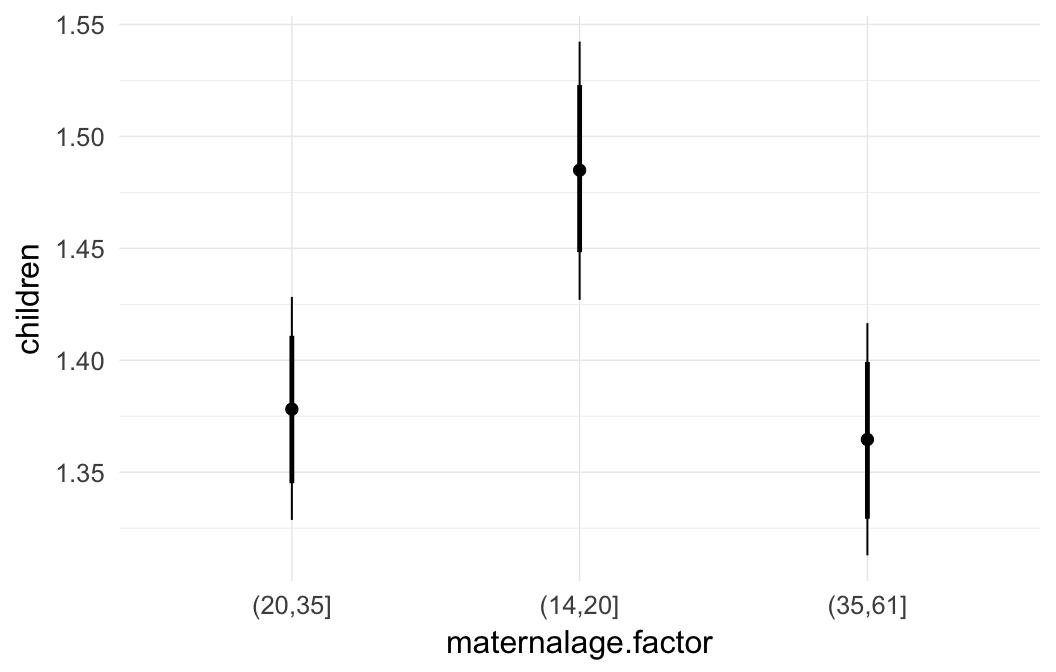 1.55
1.50
1.45
1.40
1.35
children
(20,35] (14,20] (35,61]
maternalage.factor